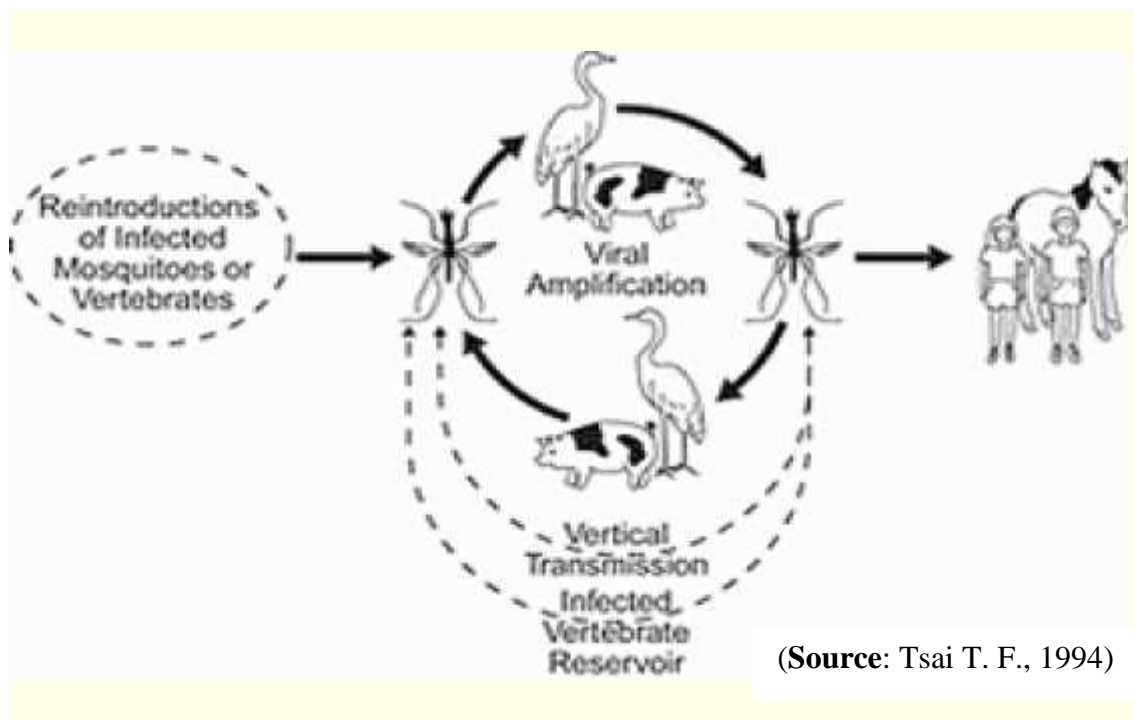 Reintroductions
of Infected
Mosquitoes or
Vertebrates
Viral
Amplification
Vertical
Transmission
Infected
Vertebrate
Reservoir
(Source: Tsai T. F., 1994)